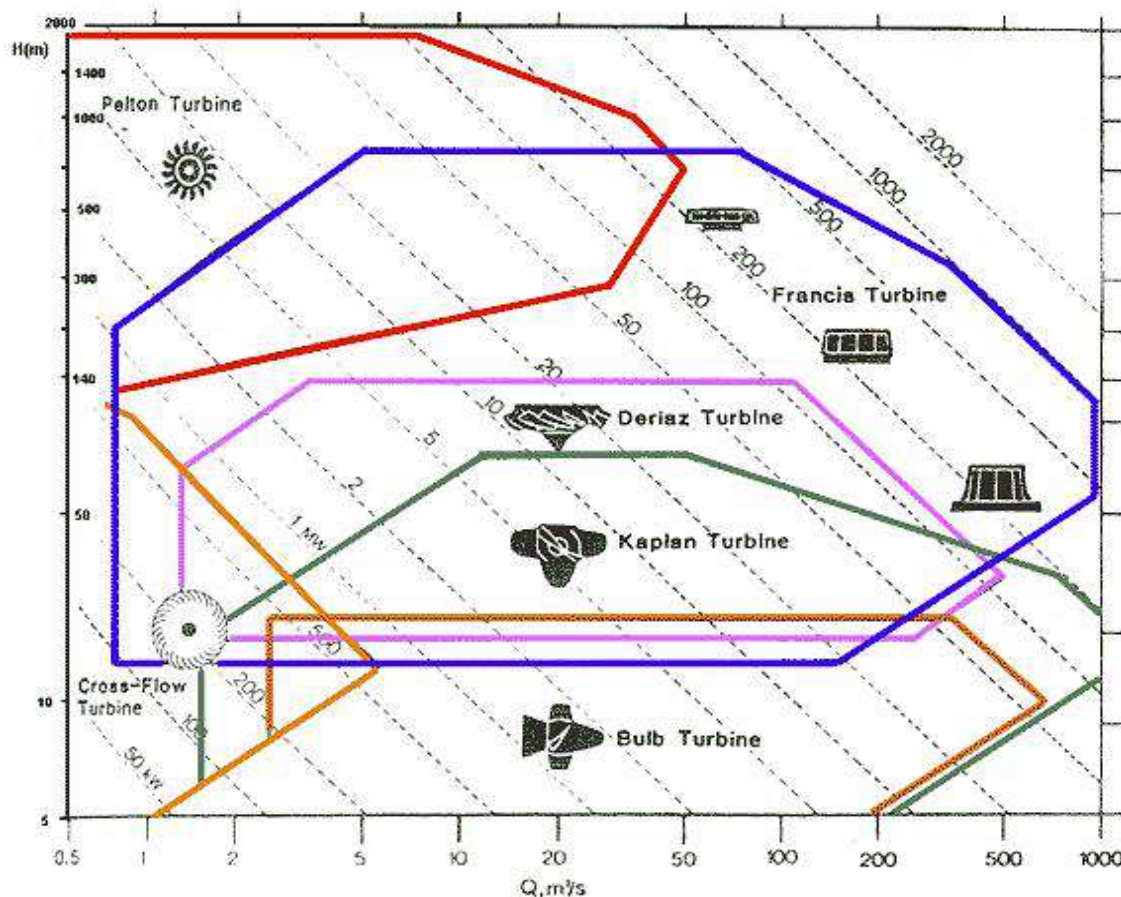 2000
H(m)
1400
Pelton Turbine
1000
2000
1000
500
500
200
300
100
Francis Turbine
50
140
20
Deriaz Turbine
10
5
2
50
1 MW
Kaplan Turbine
500
Cross-Flow
Turbine
200
10
100
Bulb Turbine
50 kW
5
0.5 1 2 5 10 20 50 100 200 500 1000
Q,m³/s